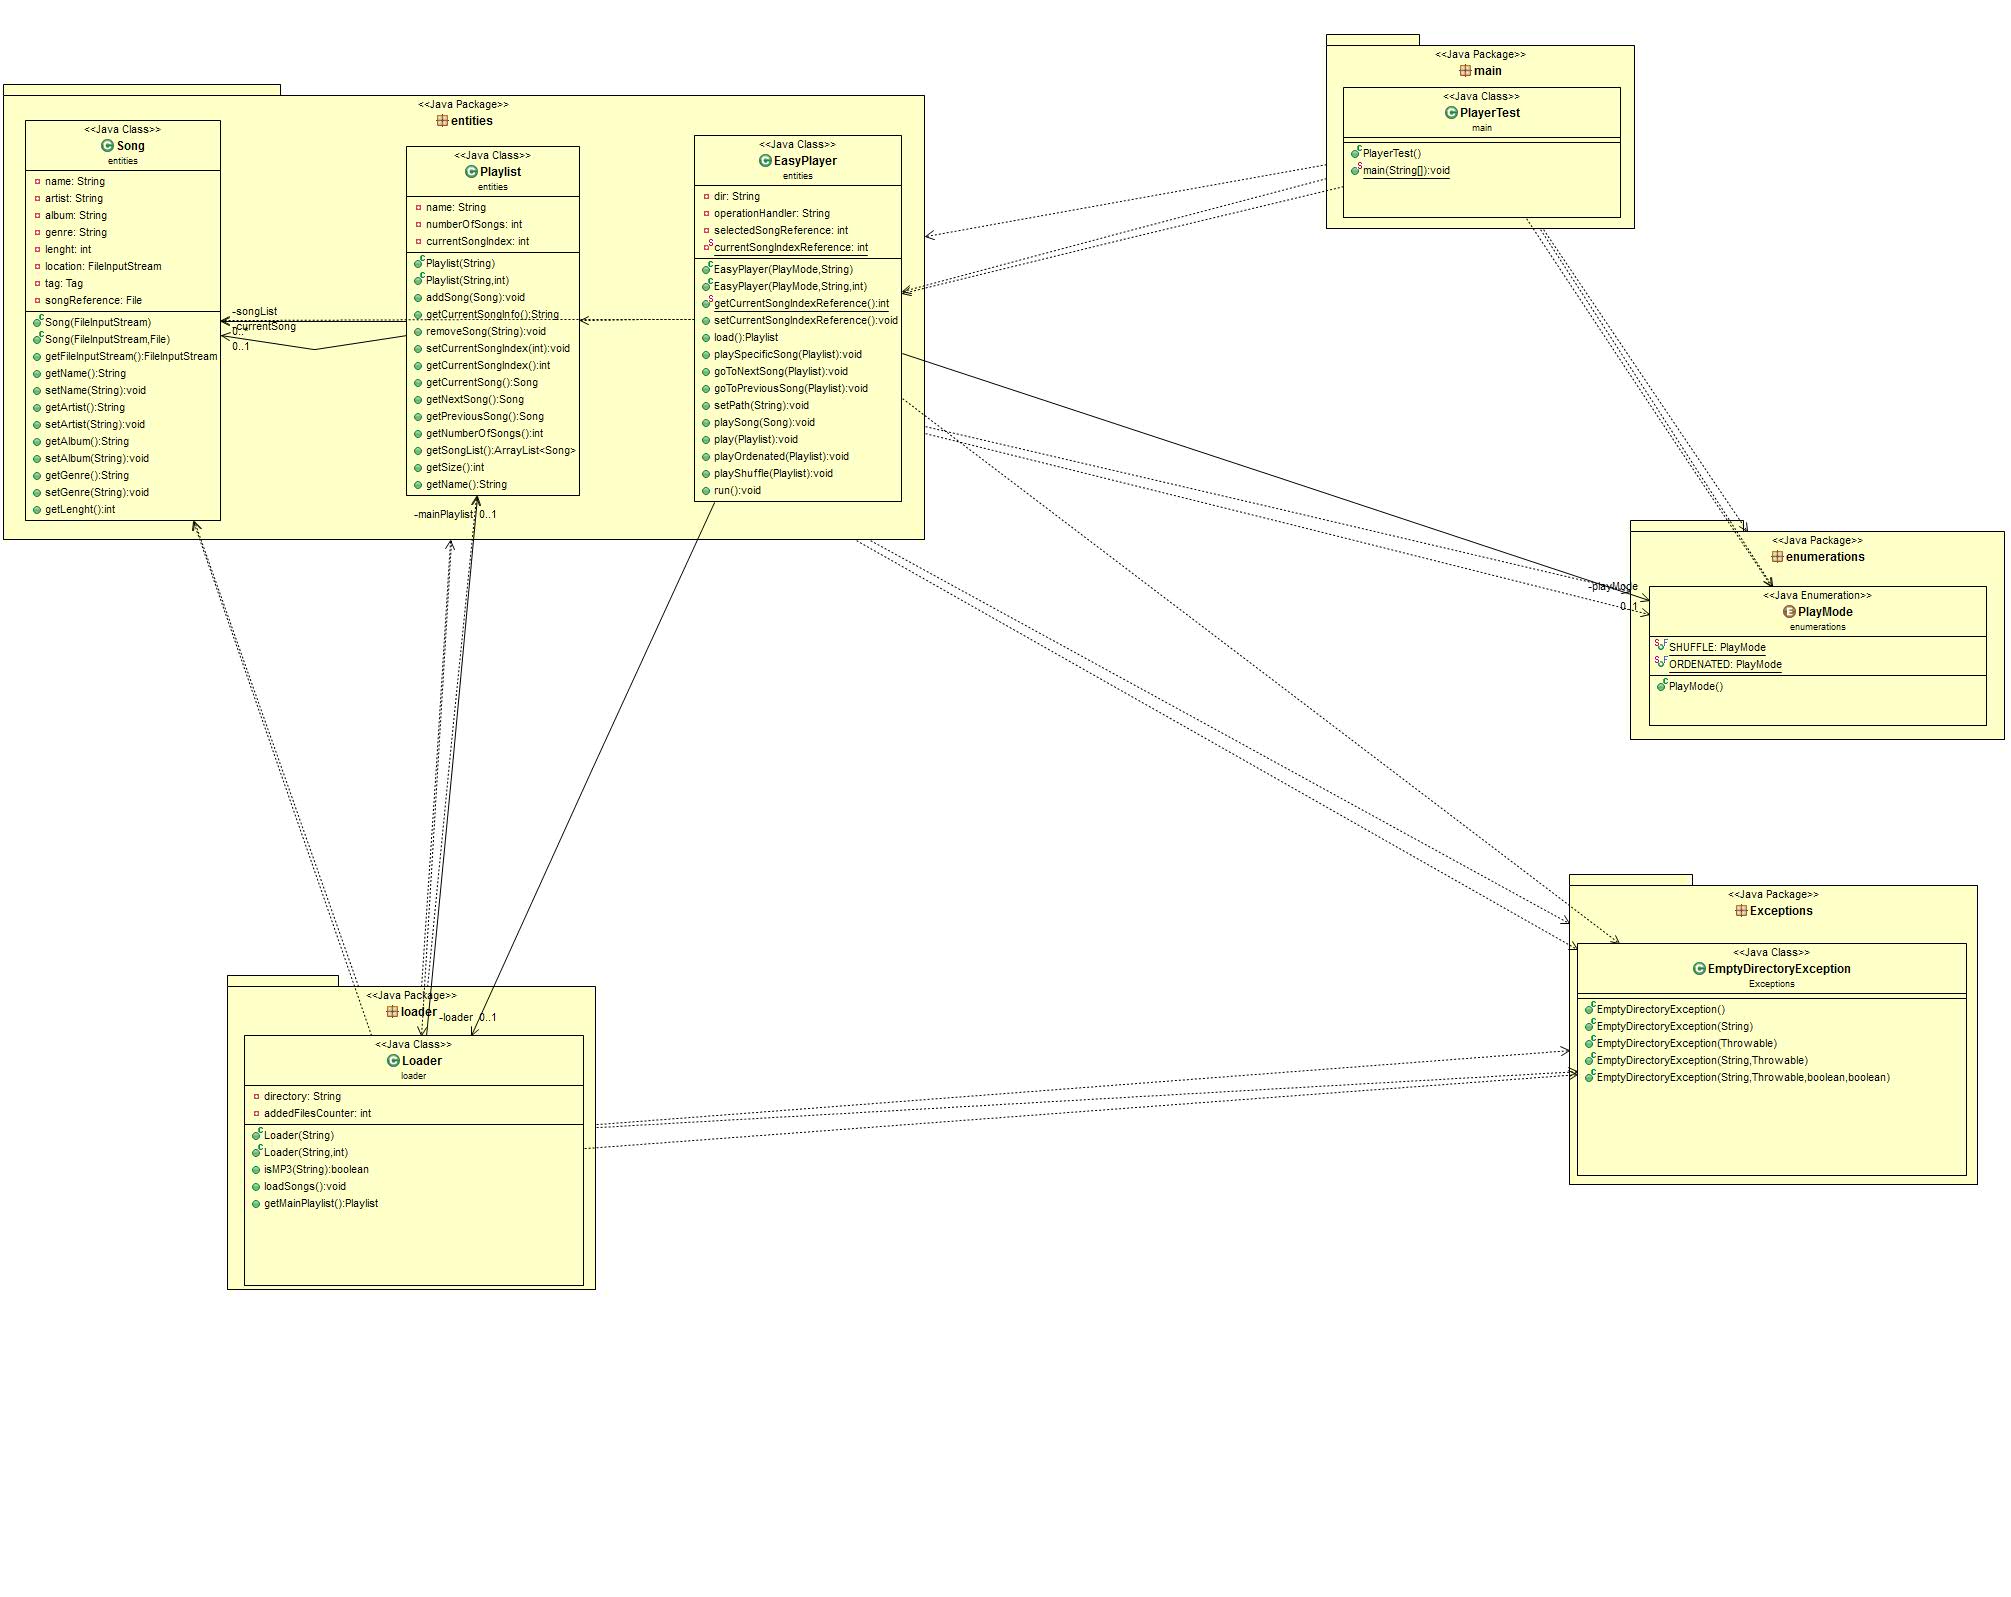 <<Java Package>>
main
<<Java Class>>
PlayerTest
main
PlayerTest()
main(String[]):void
<<Java Package>>
entities
<<Java Class>>
Song
entities
name: String
artist: String
album: String
genre: String
lenght: int
location: FileInputStream
tag: Tag
songReference: File
Song(FileInputStream)
Song(FileInputStream,File)
getFileInputStream():FileInputStream
getName():String
setName(String):void
getArtist():String
setArtist(String):void
getAlbum():String
setAlbum(String):void
getGenre():String
setGenre(String):void
getLenght():int
-songList
0..*
-currentSong
0..1
<<Java Class>>
Playlist
entities
name: String
numberOfSongs: int
currentSongIndex: int
Playlist(String)
Playlist(String,int)
addSong(Song):void
getCurrentSongInfo():String
removeSong(String):void
setCurrentSongIndex(int):void
getCurrentSongIndex():int
getCurrentSong():Song
getNextSong():Song
getPreviousSong():Song
getNumberOfSongs():int
getSongList():ArrayList<Song>
getSize():int
getName():String
-mainPlaylist 0..1
<<Java Class>>
EasyPlayer
entities
dir: String
operationHandler: String
selectedSongReference: int
currentSongIndexReference: int
EasyPlayer(PlayMode,String)
EasyPlayer(PlayMode,String,int)
getCurrentSongIndexReference():int
setCurrentSongIndexReference():void
load():Playlist
playSpecificSong(Playlist):void
goToNextSong(Playlist):void
goToPreviousSong(Playlist):void
setPath(String):void
playSong(Song):void
play(Playlist):void
playOrdenated(Playlist):void
playShuffle(Playlist):void
run():void
<<Java Package>>
enumerations
-playMode
0..1
<<Java Enumeration>>
PlayMode
enumerations
SHUFFLE: PlayMode
ORDENATED: PlayMode
PlayMode()
<<Java Package>>
Exceptions
<<Java Class>>
EmptyDirectoryException
Exceptions
EmptyDirectoryException()
EmptyDirectoryException(String)
EmptyDirectoryException(Throwable)
EmptyDirectoryException(String,Throwable)
EmptyDirectoryException(String,Throwable,boolean,boolean)
<<Java Package>>
loader
-loader 0..1
<<Java Class>>
Loader
loader
directory: String
addedFilesCounter: int
Loader(String)
Loader(String,int)
isMP3(String):boolean
loadSongs():void
getMainPlaylist():Playlist